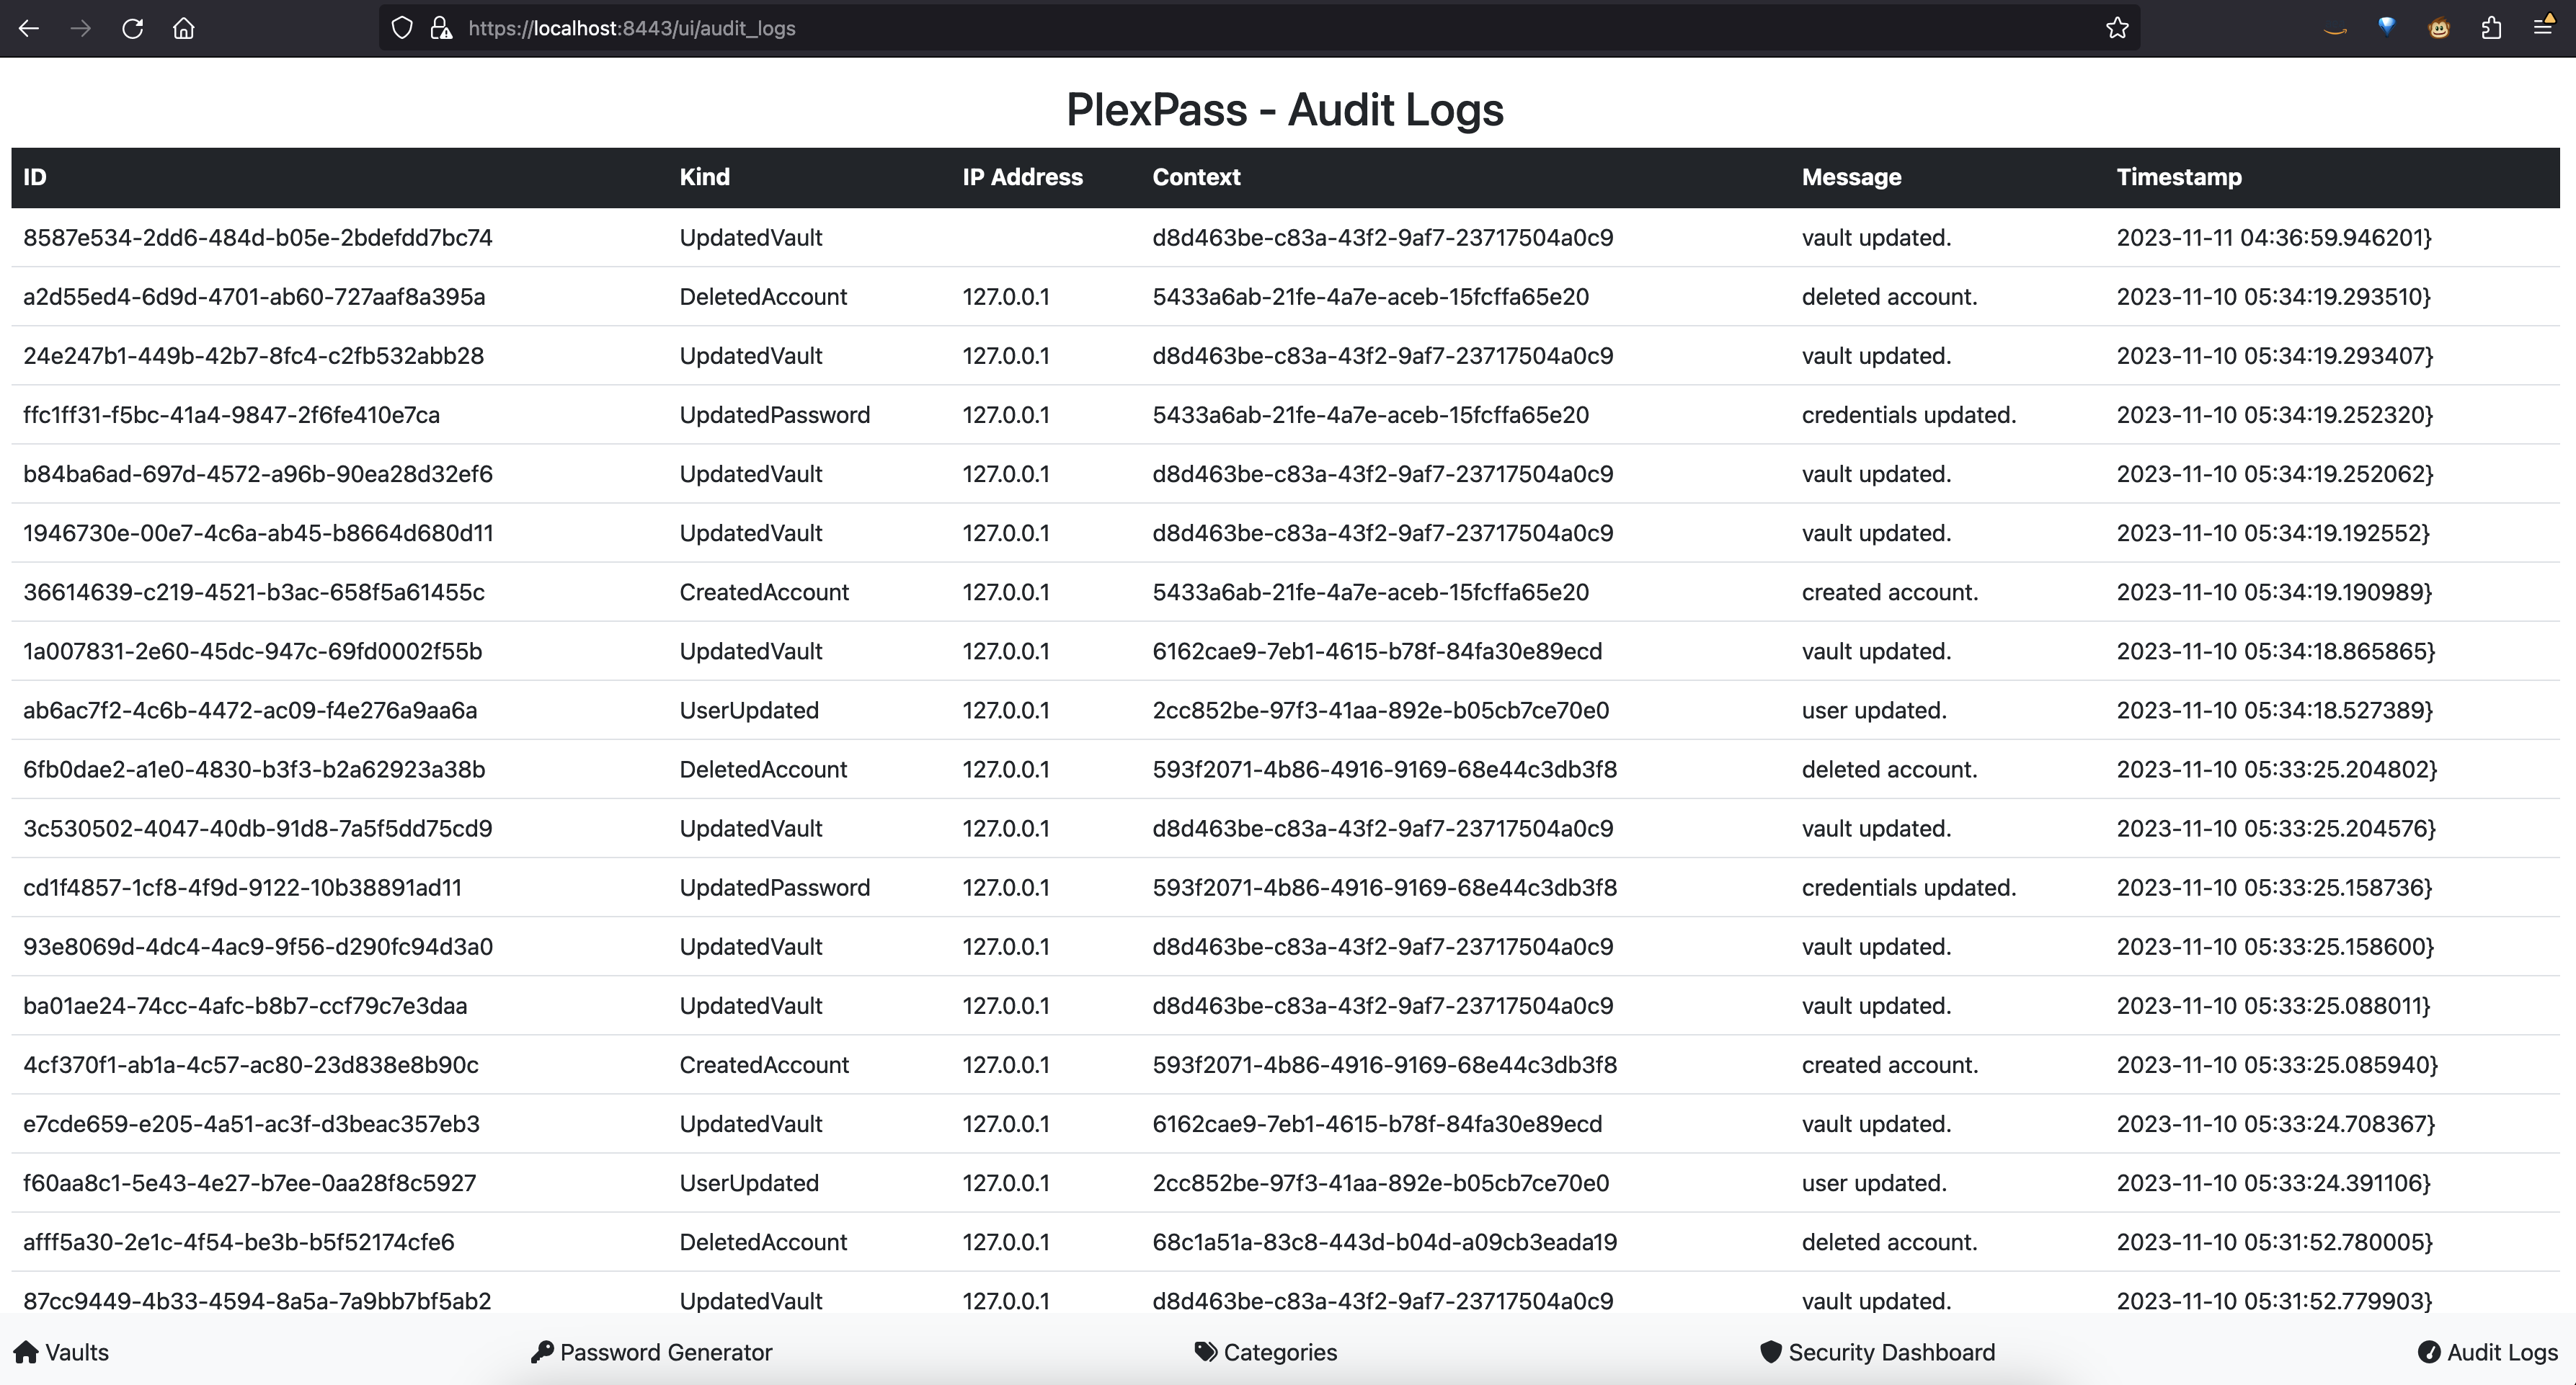 https://localhost:8443/ui/audit_logs
PlexPass - Audit Logs
ID Kind IP Address Context Message Timestamp
8587e534-2dd6-484d-b05e-2bdefdd7bc74 UpdatedVault d8d463be-c83a-43f2-9af7-23717504a0c9 vault updated. 2023-11-11 04:36:59.946201}
a2d55ed4-6d9d-4701-ab60-727aaf8a395a DeletedAccount 127.0.0.1 5433a6ab-21fe-4a7e-aceb-15fcffa65e20 deleted account. 2023-11-10 05:34:19.293510}
24e247b1-449b-42b7-8fc4-c2fb532abb28 UpdatedVault 127.0.0.1 d8d463be-c83a-43f2-9af7-23717504a0c9 vault updated. 2023-11-10 05:34:19.293407}
ffc1ff31-f5bc-41a4-9847-2f6fe410e7ca UpdatedPassword 127.0.0.1 5433a6ab-21fe-4a7e-aceb-15fcffa65e20 credentials updated. 2023-11-10 05:34:19.252320}
b84ba6ad-697d-4572-a96b-90ea28d32ef6 UpdatedVault 127.0.0.1 d8d463be-c83a-43f2-9af7-23717504a0c9 vault updated. 2023-11-10 05:34:19.252062}
1946730e-00e7-4c6a-ab45-b8664d680d11 UpdatedVault 127.0.0.1 d8d463be-c83a-43f2-9af7-23717504a0c9 vault updated. 2023-11-10 05:34:19.192552}
36614639-c219-4521-b3ac-658f5a61455c CreatedAccount 127.0.0.1 5433a6ab-21fe-4a7e-aceb-15fcffa65e20 created account. 2023-11-10 05:34:19.190989}
1a007831-2e60-45dc-947c-69fd0002f55b UpdatedVault 127.0.0.1 6162cae9-7eb1-4615-b78f-84fa30e89ecd vault updated. 2023-11-10 05:34:18.865865}
ab6ac7f2-4c6b-4472-ac09-f4e276a9aa6a UserUpdated 127.0.0.1 2cc852be-97f3-41aa-892e-b05cb7ce70e0 user updated. 2023-11-10 05:34:18.527389}
6fb0dae2-a1e0-4830-b3f3-b2a62923a38b DeletedAccount 127.0.0.1 593f2071-4b86-4916-9169-68e44c3db3f8 deleted account. 2023-11-10 05:33:25.204802}
3c530502-4047-40db-91d8-7a5f5dd75cd9 UpdatedVault 127.0.0.1 d8d463be-c83a-43f2-9af7-23717504a0c9 vault updated. 2023-11-10 05:33:25.204576}
cd1f4857-1cf8-4f9d-9122-10b38891ad11 UpdatedPassword 127.0.0.1 593f2071-4b86-4916-9169-68e44c3db3f8 credentials updated. 2023-11-10 05:33:25.158736}
93e8069d-4dc4-4ac9-9f56-d290fc94d3a0 UpdatedVault 127.0.0.1 d8d463be-c83a-43f2-9af7-23717504a0c9 vault updated. 2023-11-10 05:33:25.158600}
ba01ae24-74cc-4afc-b8b7-ccf79c7e3daa UpdatedVault 127.0.0.1 d8d463be-c83a-43f2-9af7-23717504a0c9 vault updated. 2023-11-10 05:33:25.088011}
4cf370f1-ab1a-4c57-ac80-23d838e8b90c CreatedAccount 127.0.0.1 593f2071-4b86-4916-9169-68e44c3db3f8 created account. 2023-11-10 05:33:25.085940}
e7cde659-e205-4a51-ac3f-d3beac357eb3 UpdatedVault 127.0.0.1 6162cae9-7eb1-4615-b78f-84fa30e89ecd vault updated. 2023-11-10 05:33:24.708367}
f60aa8c1-5e43-4e27-b7ee-0aa28f8c5927 UserUpdated 127.0.0.1 2cc852be-97f3-41aa-892e-b05cb7ce70e0 user updated. 2023-11-10 05:33:24.391106}
afff5a30-2e1c-4f54-be3b-b5f52174cfe6 DeletedAccount 127.0.0.1 68c1a51a-83c8-443d-b04d-a09cb3eada19 deleted account. 2023-11-10 05:31:52.780005}
87cc9449-4b33-4594-8a5a-7a9bb7bf5ab2 UpdatedVault 127.0.0.1 d8d463be-c83a-43f2-9af7-23717504a0c9 vault updated. 2023-11-10 05:31:52.779903}
Vaults Password Generator Categories Security Dashboard Audit Logs